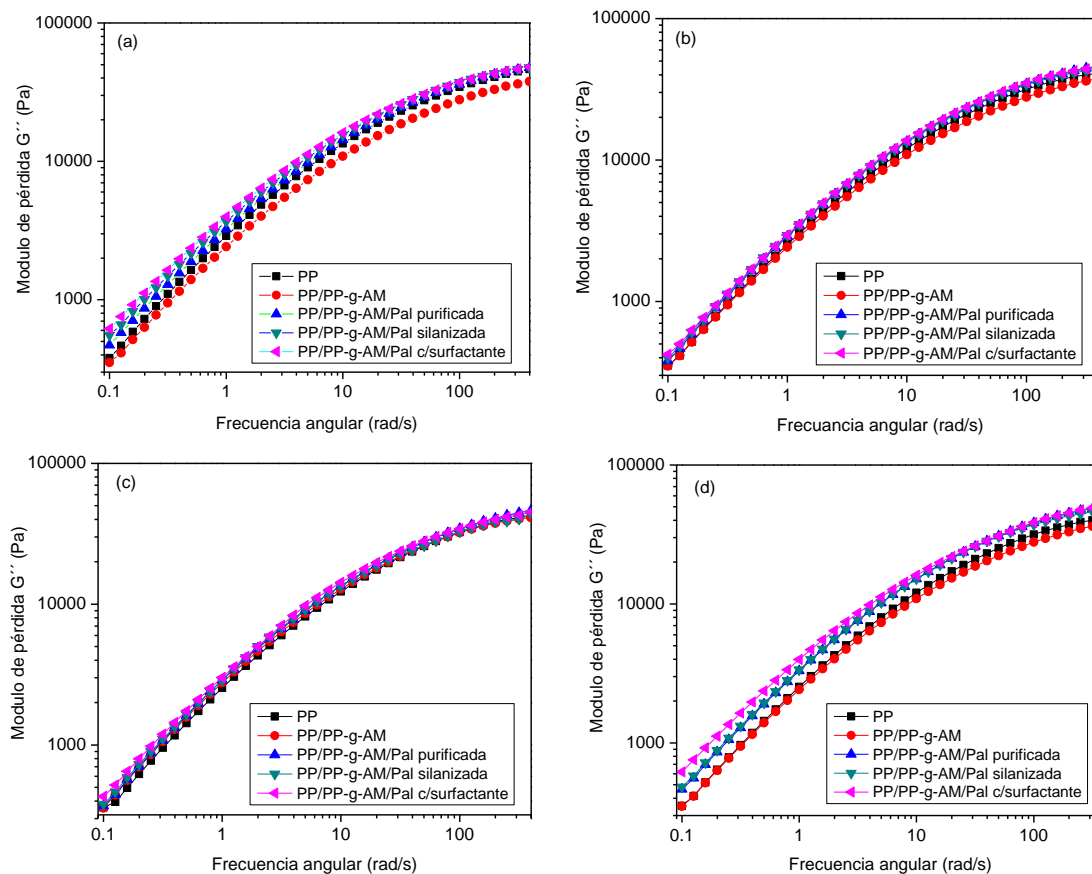 (a)
Modulo de pérdida G´´ (Pa)
100000
10000
1000
0.1 1 10 100
Frecuencia angular (rad/s)
PP
PP/PP-g-AM
PP/PP-g-AM/Pal purificada
PP/PP-g-AM/Pal silanizada
PP/PP-g-AM/Pal c/surfactante
(b)
Modulo de pérdida G´´ (Pa)
100000
10000
1000
0.1 1 10 100
Frecuancia angular (rad/s)
PP
PP/PP-g-AM
PP/PP-g-AM/Pal purificada
PP/PP-g-AM/Pal silanizada
PP/PP-g-AM/Pal c/surfactante
(c)
Modulo de pérdida G´´ (Pa)
100000
10000
1000
0.1 1 10 100
Frecuencia angular (rad/s)
PP
PP/PP-g-AM
PP/PP-g-AM/Pal purificada
PP/PP-g-AM/Pal silanizada
PP/PP-g-AM/Pal c/surfactante
(d)
Modulo de pérdida G´´ (Pa)
100000
10000
1000
0.1 1 10 100
Frecuencia angular (rad/s)
PP
PP/PP-g-AM
PP/PP-g-AM/Pal purificada
PP/PP-g-AM/Pal silanizada
PP/PP-g-AM/Pal c/surfactante